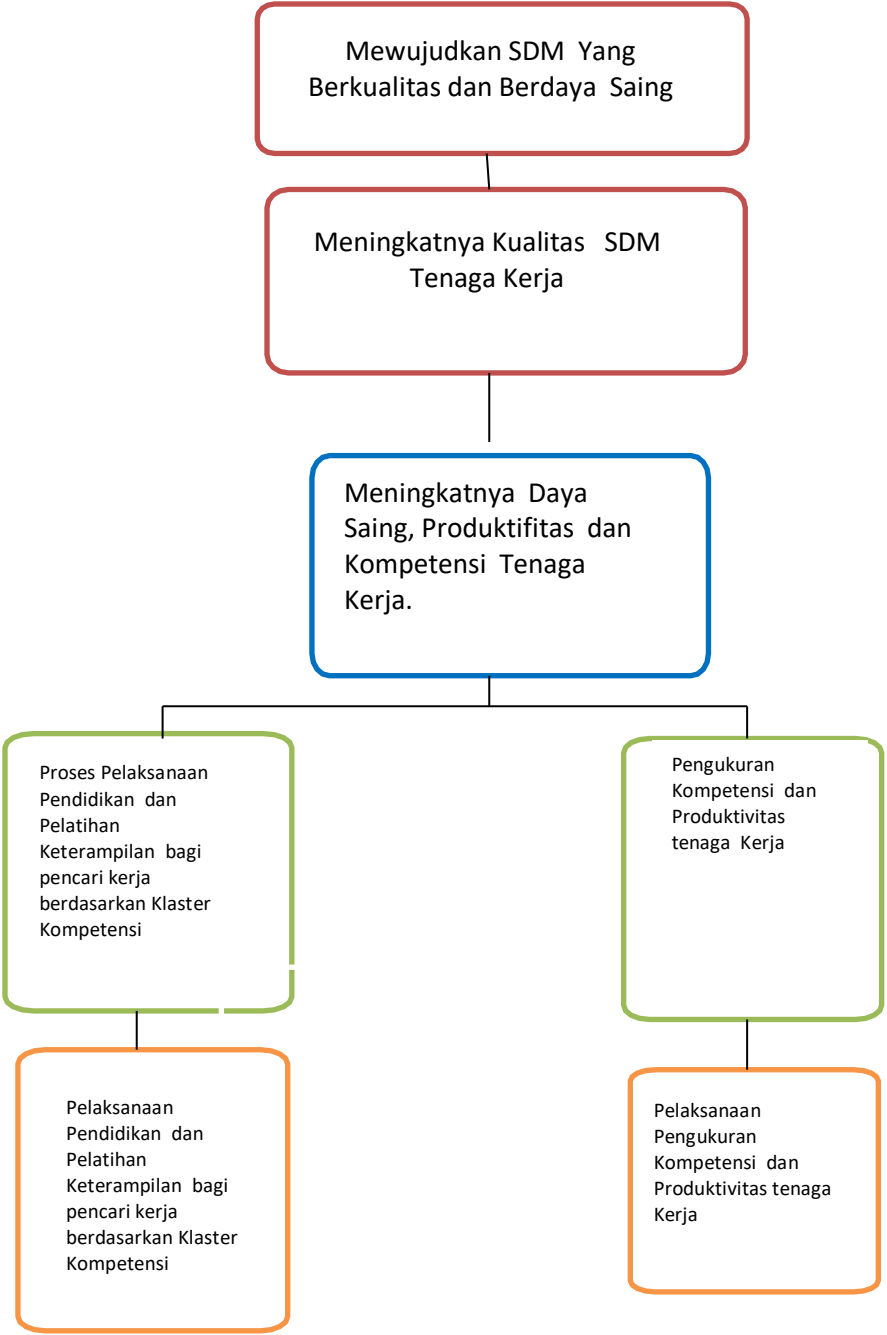 Mewujudkan SDM Yang
Berkualitas dan Berdaya Saing
Meningkatnya Kualitas SDM
Tenaga Kerja
Meningkatnya Daya
Saing, Produktifitas dan
Kompetensi Tenaga
Kerja.
Proses Pelaksanaan
Pendidikan dan
Pelatihan
Keterampilan bagi
pencari kerja
berdasarkan Klaster
Kompetensi
Pengukuran
Kompetensi dan
Produktivitas
tenaga Kerja
Pelaksanaan
Pendidikan dan
Pelatihan
Keterampilan bagi
pencari kerja
berdasarkan Klaster
Kompetensi
Pelaksanaan
Pengukuran
Kompetensi dan
Produktivitas tenaga
Kerja